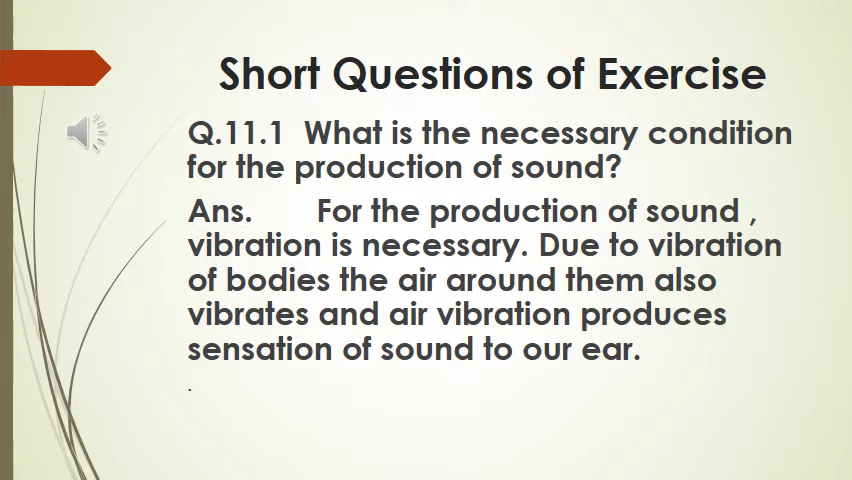 Short Questions of Exercise
Q.11.1 What is the necessary condition
for the production of sound?
Ans. For the production of sound ,
vibration is necessary. Due to vibration
of bodies the air around them also
vibrates and air vibration produces
sensation of sound to our ear.
.